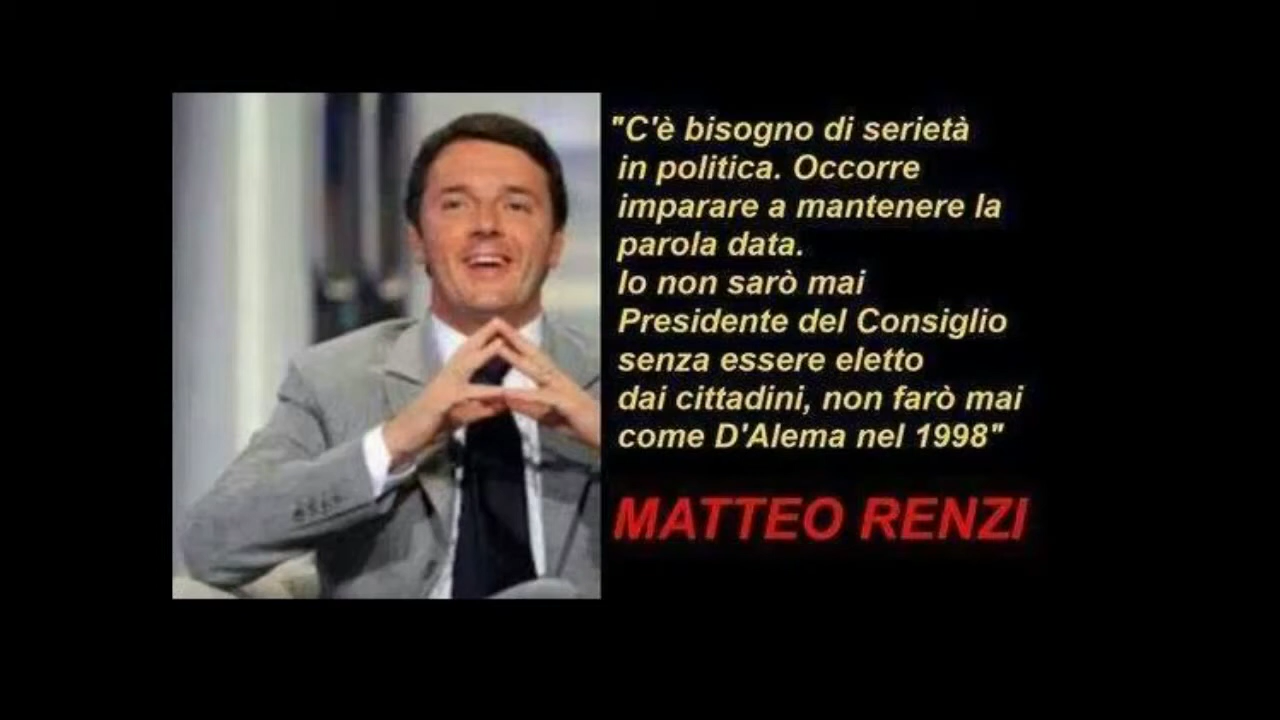 "C'è bisogno di serietà
in politica. Occorre
imparare a mantenere la
parola data.
Io non sarò mai
Presidente del Consiglio
senza essere eletto
dai cittadini, non farò mai
come D'Alema nel 1998"
MATTEO RENZI